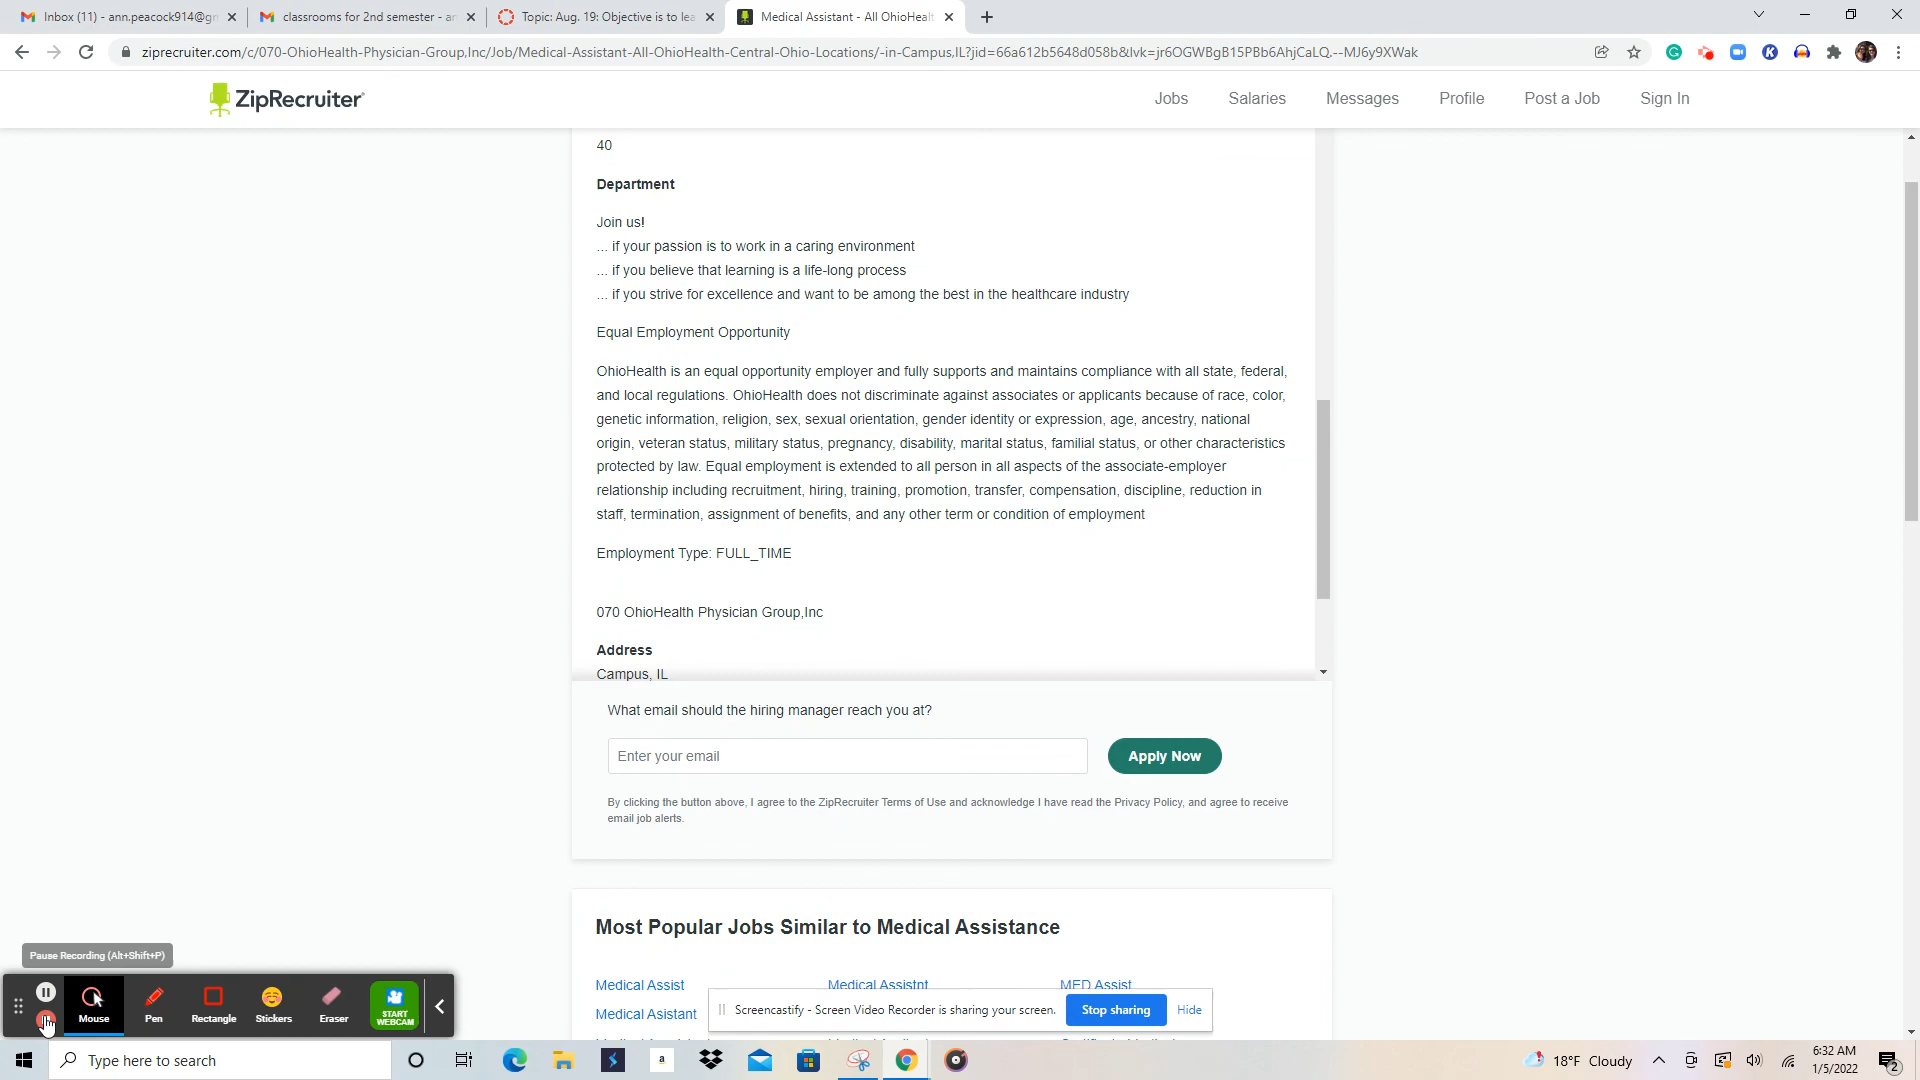 Inbox (11) - ann.peacock914@gr
classrooms for 2nd semester - an
Topic: Aug. 19: Objective is to lea
Medical Assistant - All OhioHealt
ziprecruiter.com/c/070-OhioHealth-Physician-Group,Inc/Job/Medical-Assistant-All-OhioHealth-Central-Ohio-Locations/-in-Campus,IL?jid=66a612b5648d058b&lvk=jr6OGWBgB15PBb6AhjCaLQ.--MJ6y9XWak
ZipRecruiter
Jobs
Salaries
Messages
Profile
Post a Job
Sign In
40
Department
Join us!
... if your passion is to work in a caring environment
... if you believe that learning is a life-long process
... if you strive for excellence and want to be among the best in the healthcare industry
Equal Employment Opportunity
OhioHealth is an equal opportunity employer and fully supports and maintains compliance with all state, federal,
and local regulations. OhioHealth does not discriminate against associates or applicants because of race, color,
genetic information, religion, sex, sexual orientation, gender identity or expression, age, ancestry, national
origin, veteran status, military status, pregnancy, disability, marital status, familial status, or other characteristics
protected by law. Equal employment is extended to all person in all aspects of the associate-employer
relationship including recruitment, hiring, training, promotion, transfer, compensation, discipline, reduction in
staff, termination, assignment of benefits, and any other term or condition of employment
Employment Type: FULL_TIME
070 OhioHealth Physician Group,Inc
Address
Campus, IL
What email should the hiring manager reach you at?
Enter your email
Apply Now
By clicking the button above, I agree to the ZipRecruiter Terms of Use and acknowledge I have read the Privacy Policy, and agree to receive
email job alerts.
Most Popular Jobs Similar to Medical Assistance
Medical Assist
Medical Assistnt
MED Assist
Medical Asistant
Pause Recording (Alt+Shift+P)
Mouse
Pen
Rectangle
Stickers
Eraser
START
WEBCAM
Screencastify - Screen Video Recorder is sharing your screen.
Stop sharing
Hide
Type here to search
18°F Cloudy
6:32 AM
1/5/2022
2